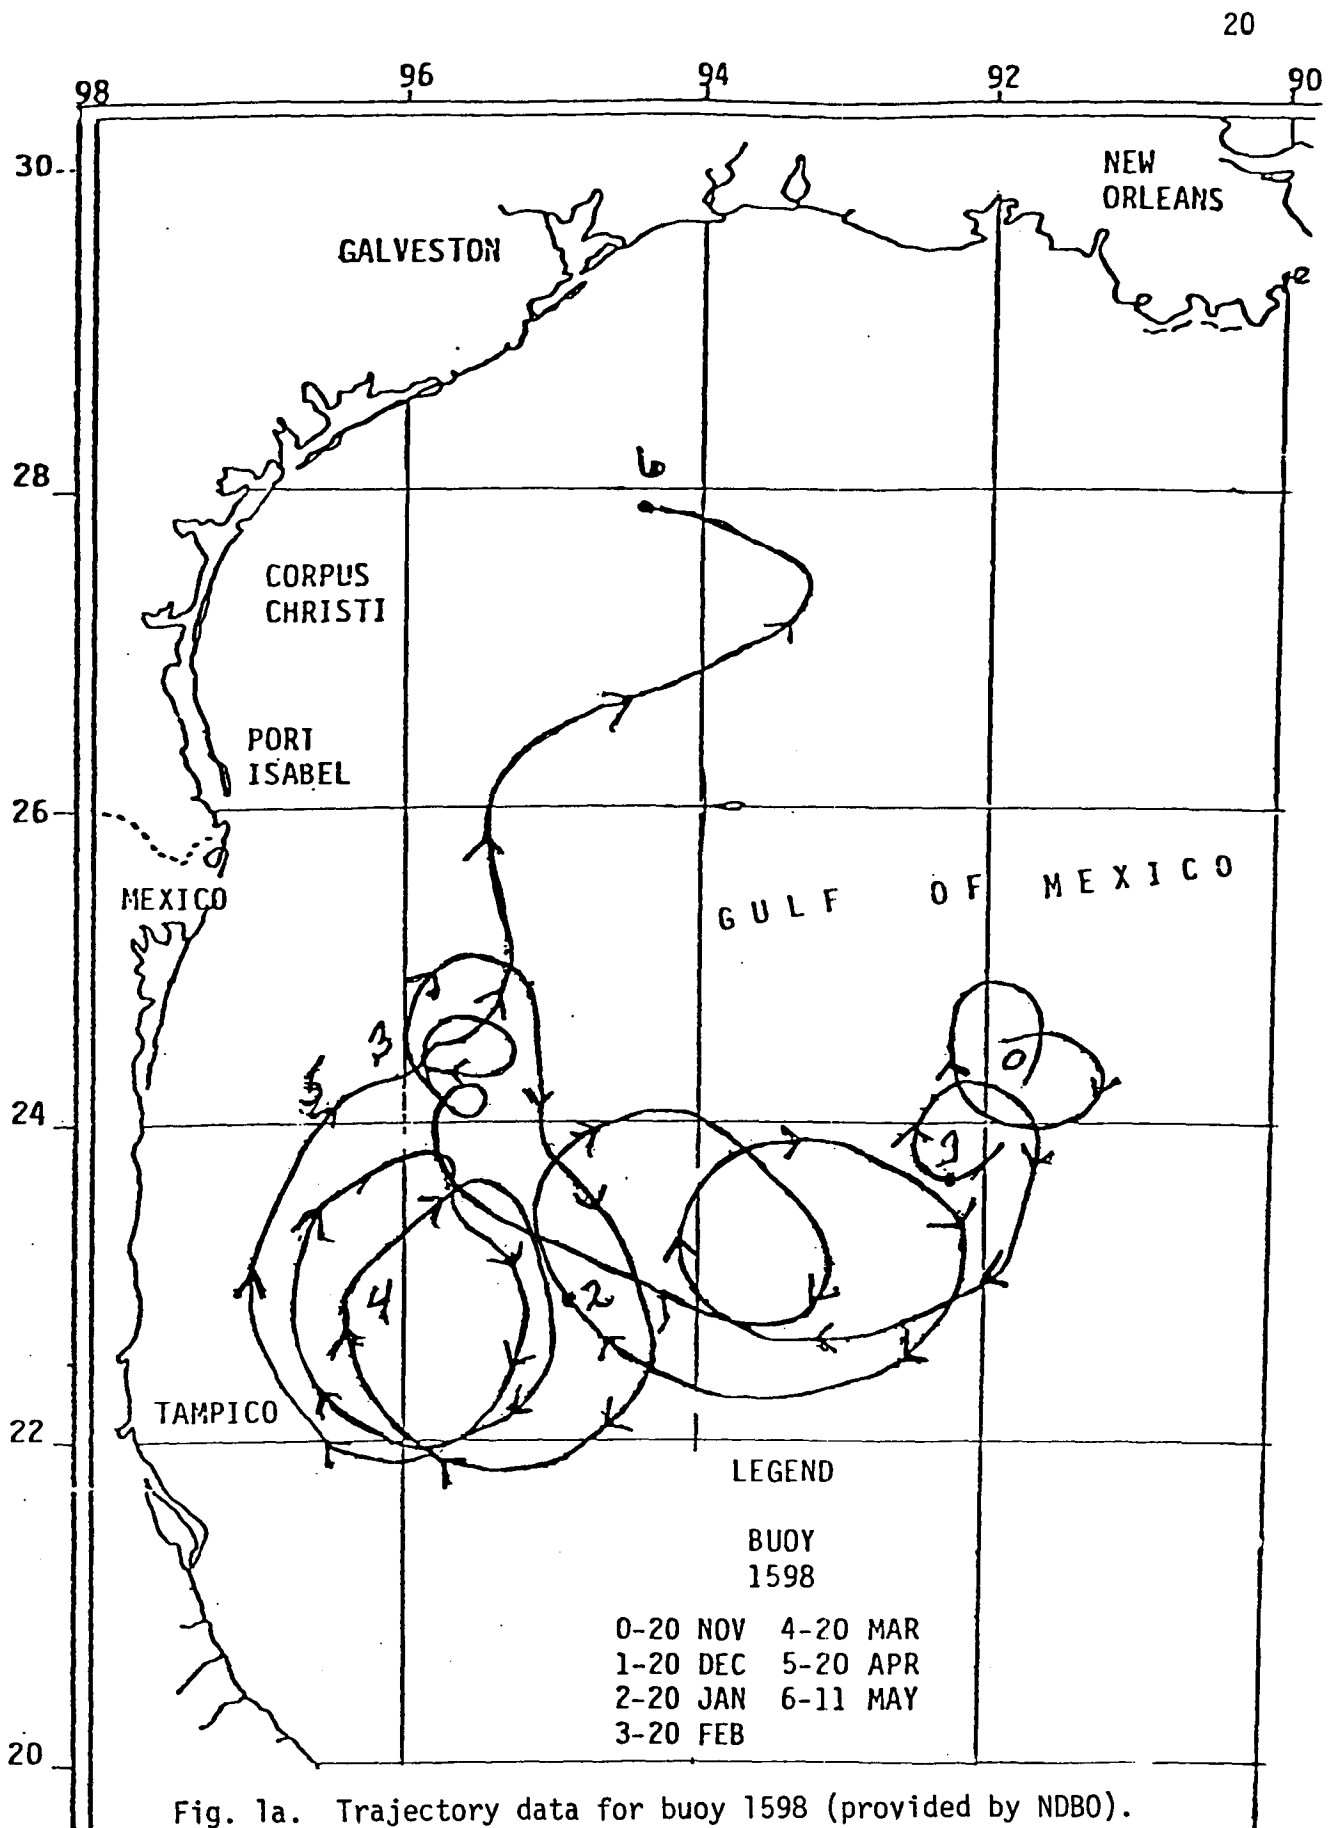 20
98 96 94 92 90
30
NEW
ORLEANS
GALVESTON
28
6
CORPUS
CHRISTI
PORT
ISABEL
26
MEXICO
GULF OF MEXICO
3
0
5
24
1
4
2
TAMPICO
22
LEGEND
BUOY
1598
0-20 NOV 4-20 MAR
1-20 DEC 5-20 APR
2-20 JAN 6-11 MAY
3-20 FEB
20
Fig. 1a. Trajectory data for buoy 1598 (provided by NDBO).